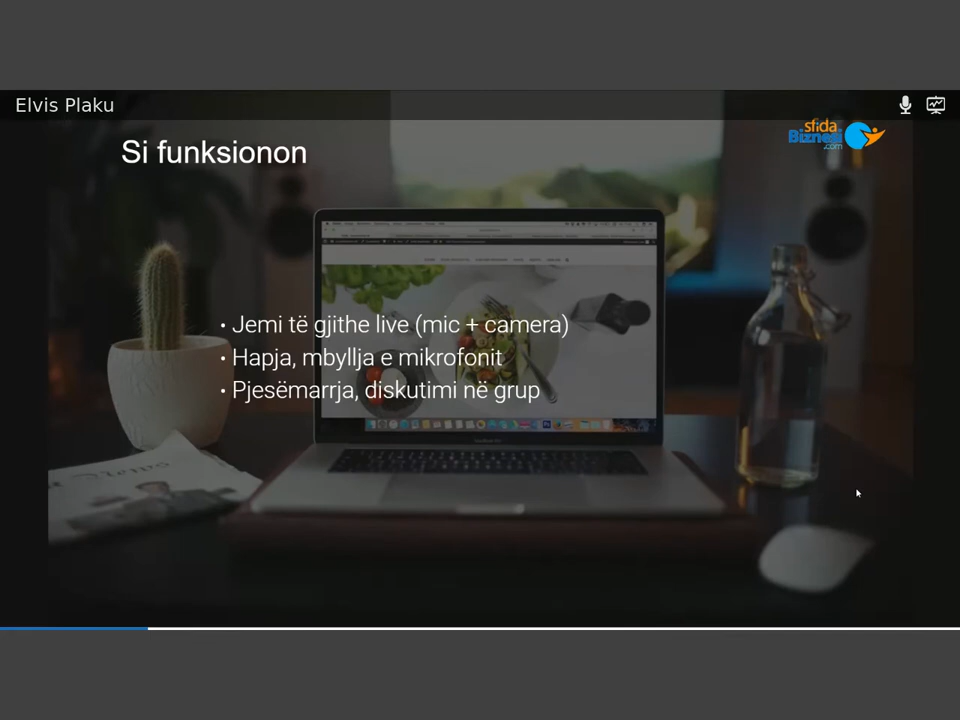 Elvis Plaku
sfida
Biznesi
.com
Si funksionon
• Jemi të gjithe live (mic + camera)
• Hapja, mbyllja e mikrofonit
• Pjesëmarrja, diskutimi në grup